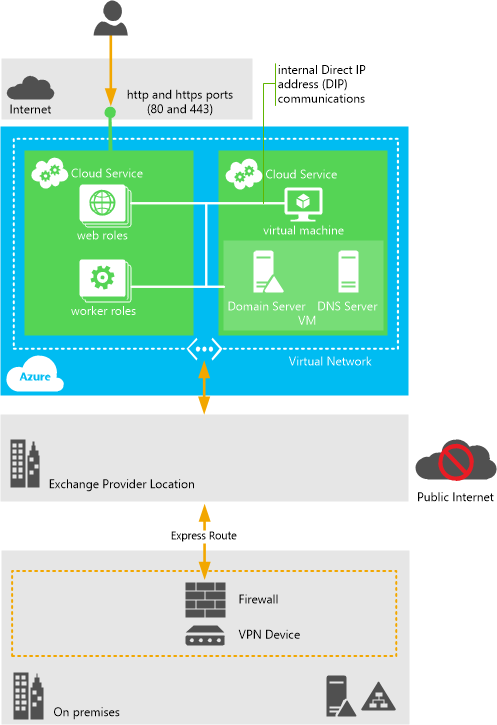 internal Direct IP
address (DIP)
communications
http and https ports
(80 and 443)
Internet
Cloud Service
Cloud Service
web roles
virtual machine
worker roles
Domain Server
DNS Server
VM
Virtual Network
Azure
Exchange Provider Location
Public Internet
Express Route
Firewall
VPN Device
On premises